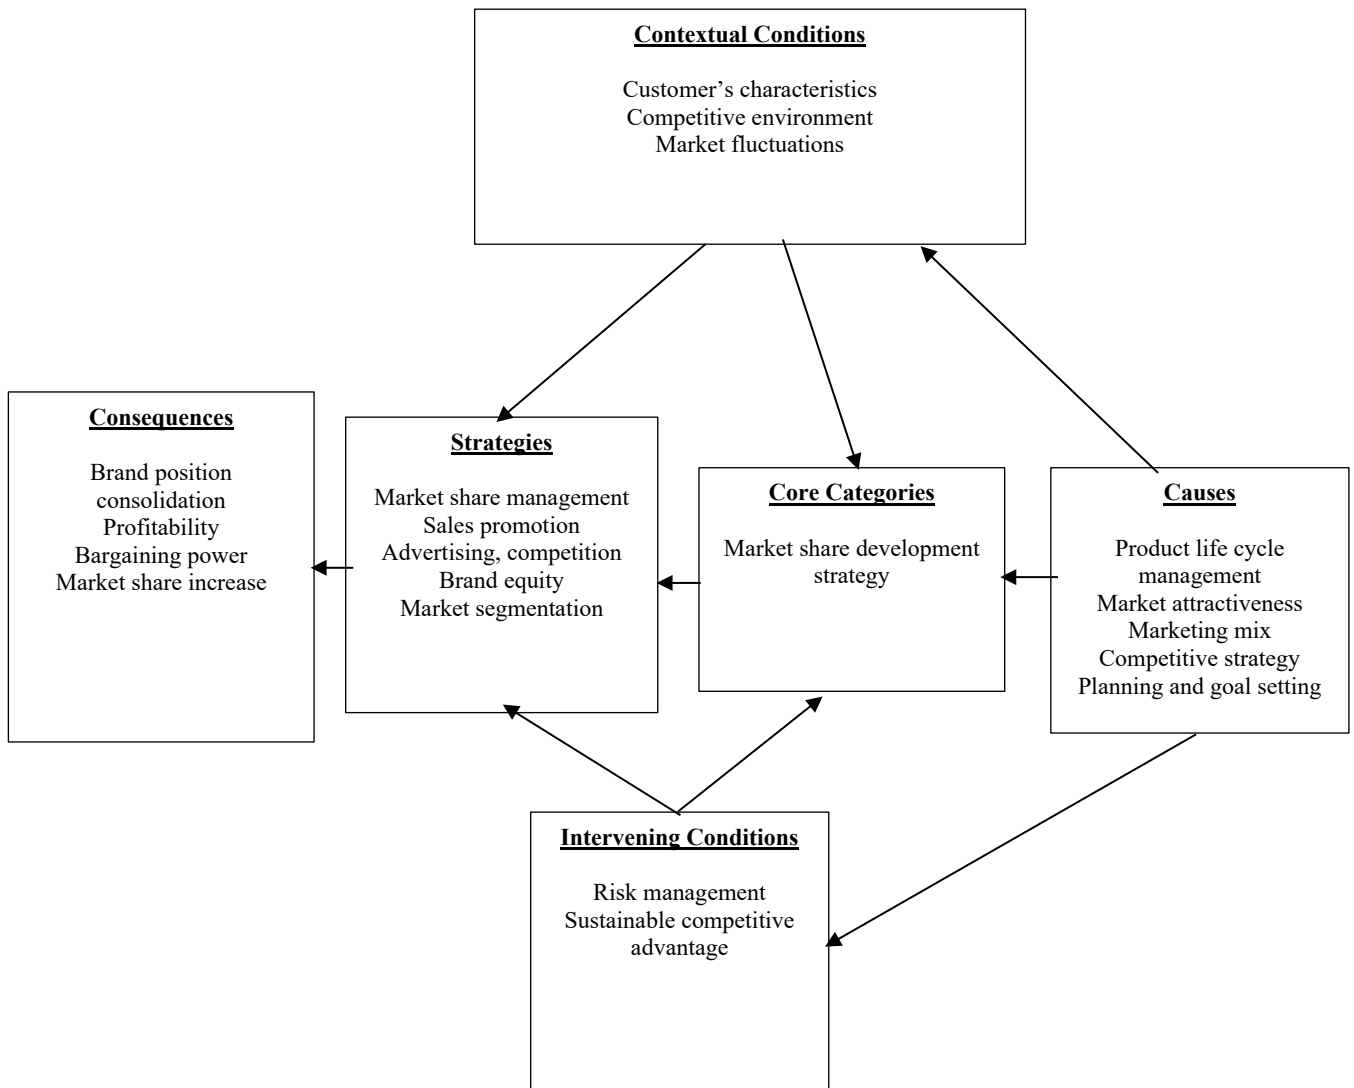 Contextual Conditions
Customer’s characteristics
Competitive environment
Market fluctuations
Consequences
Brand position
consolidation
Profitability
Bargaining power
Market share increase
Strategies
Market share management
Sales promotion
Advertising, competition
Brand equity
Market segmentation
Core Categories
Market share development
strategy
Causes
Product life cycle
management
Market attractiveness
Marketing mix
Competitive strategy
Planning and goal setting
Intervening Conditions
Risk management
Sustainable competitive
advantage